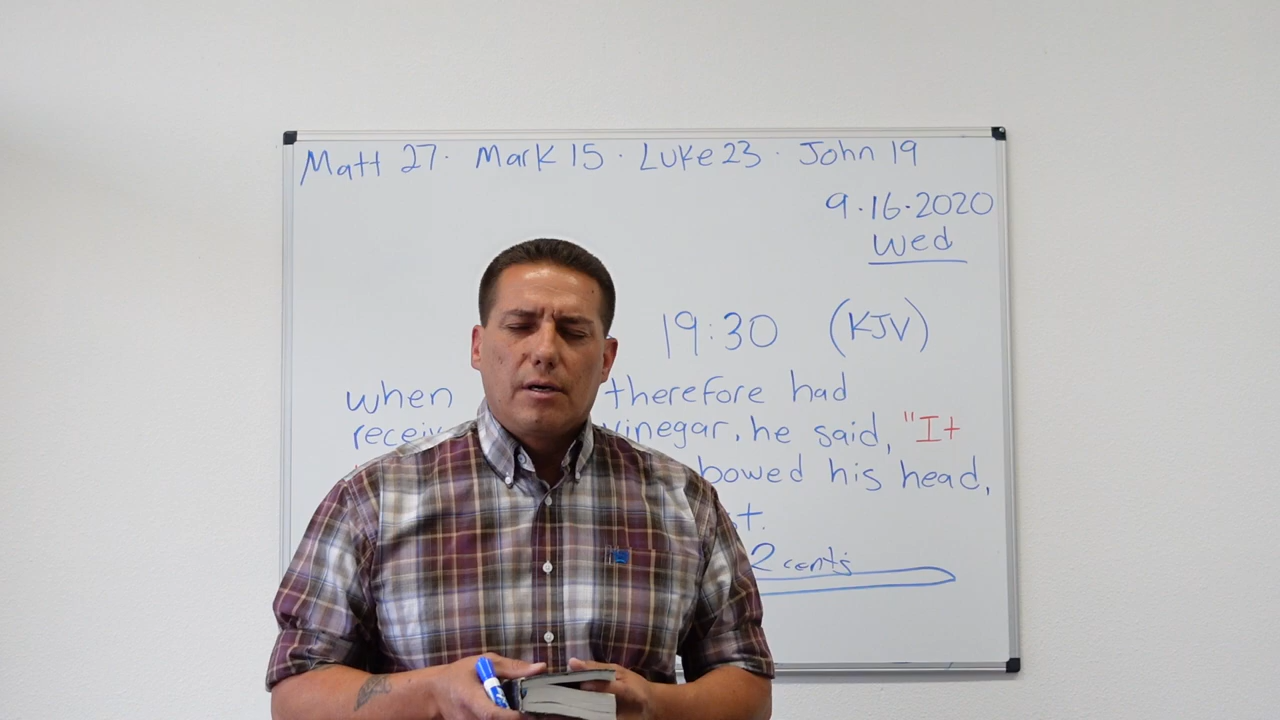 Matt 27 · Mark 15 · Luke 23 · John 19
9·16·2020
Wed
19:30 (KJV)
when therefore had
vinegar, he said, "It
bowed his head,
2 cents